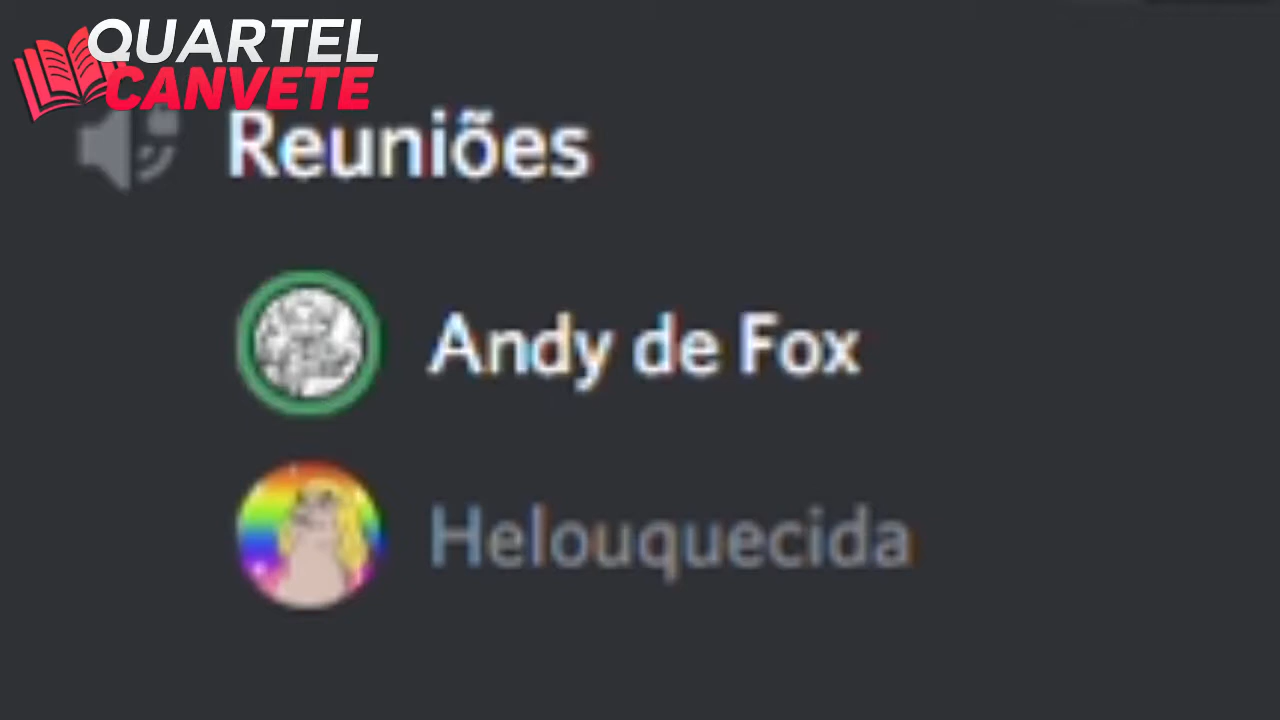 QUARTEL
CANVETE
Reuniões
Andy de Fox
Helouquecida